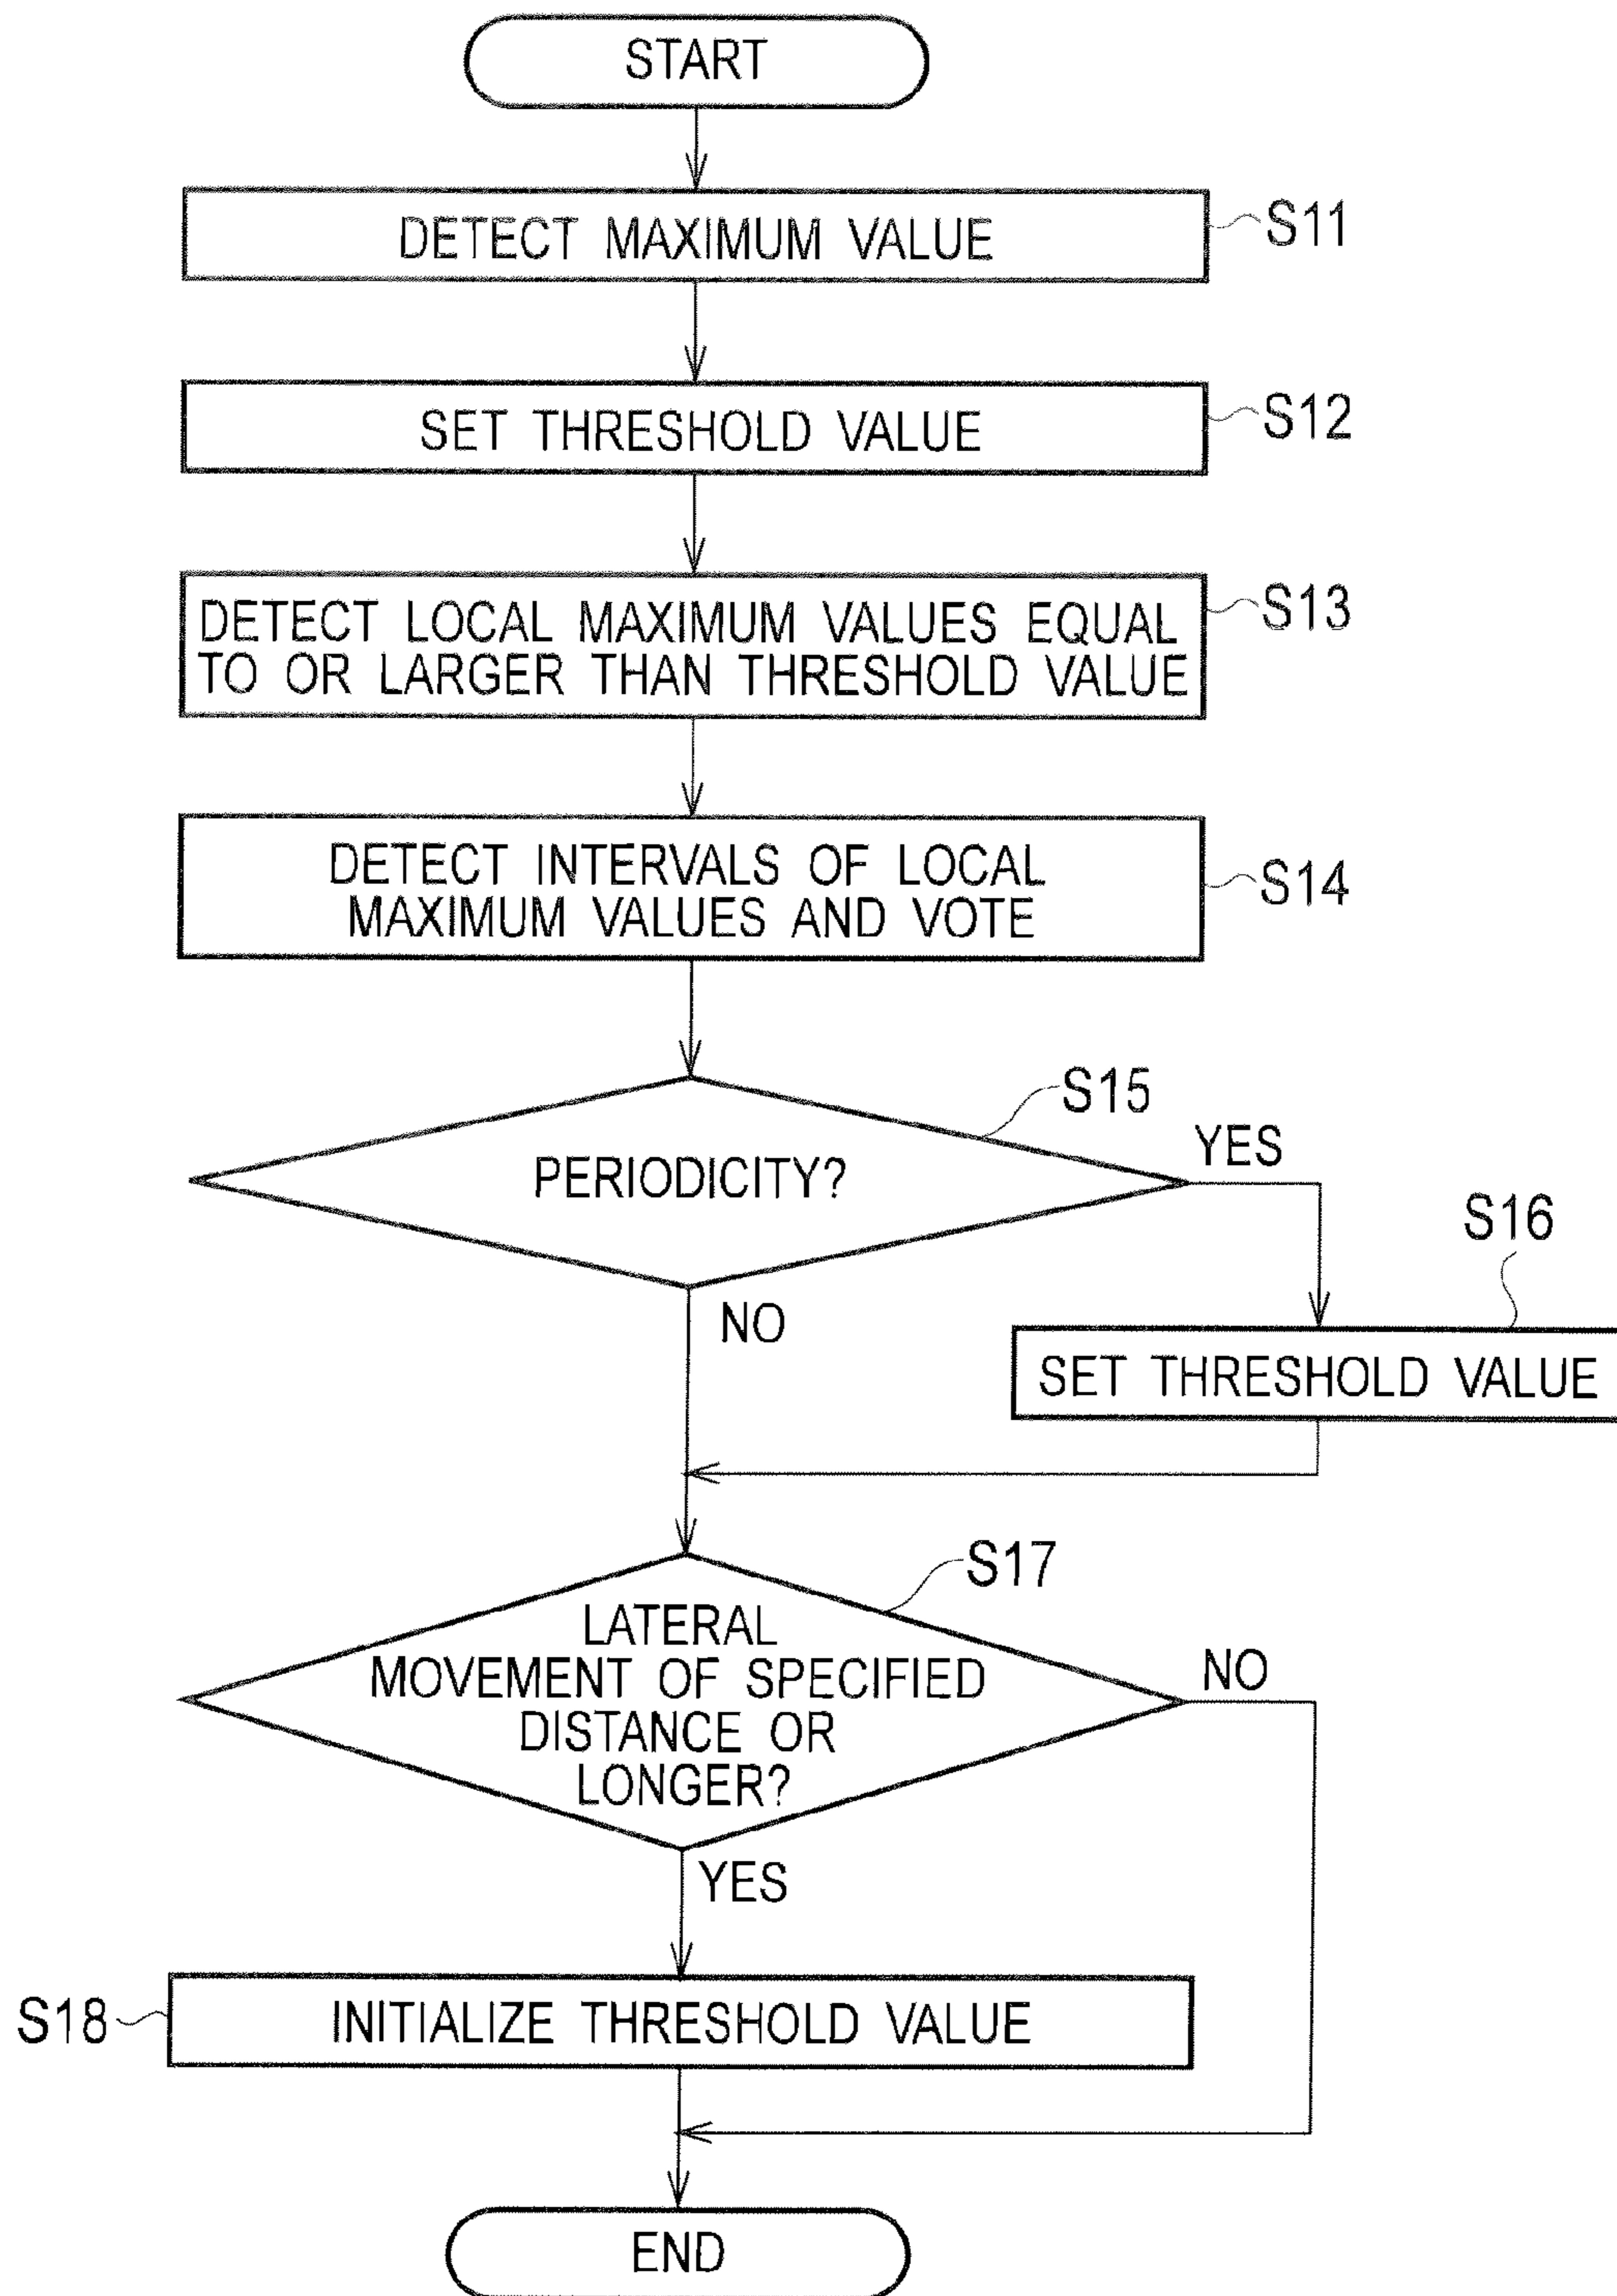 START
DETECT MAXIMUM VALUE
S11
SET THRESHOLD VALUE
S12
DETECT LOCAL MAXIMUM VALUES EQUAL
TO OR LARGER THAN THRESHOLD VALUE
S13
DETECT INTERVALS OF LOCAL
MAXIMUM VALUES AND VOTE
S14
S15
PERIODICITY?
YES
S16
NO
SET THRESHOLD VALUE
S17
LATERAL
MOVEMENT OF SPECIFIED
DISTANCE OR
LONGER?
NO
YES
S18
INITIALIZE THRESHOLD VALUE
END